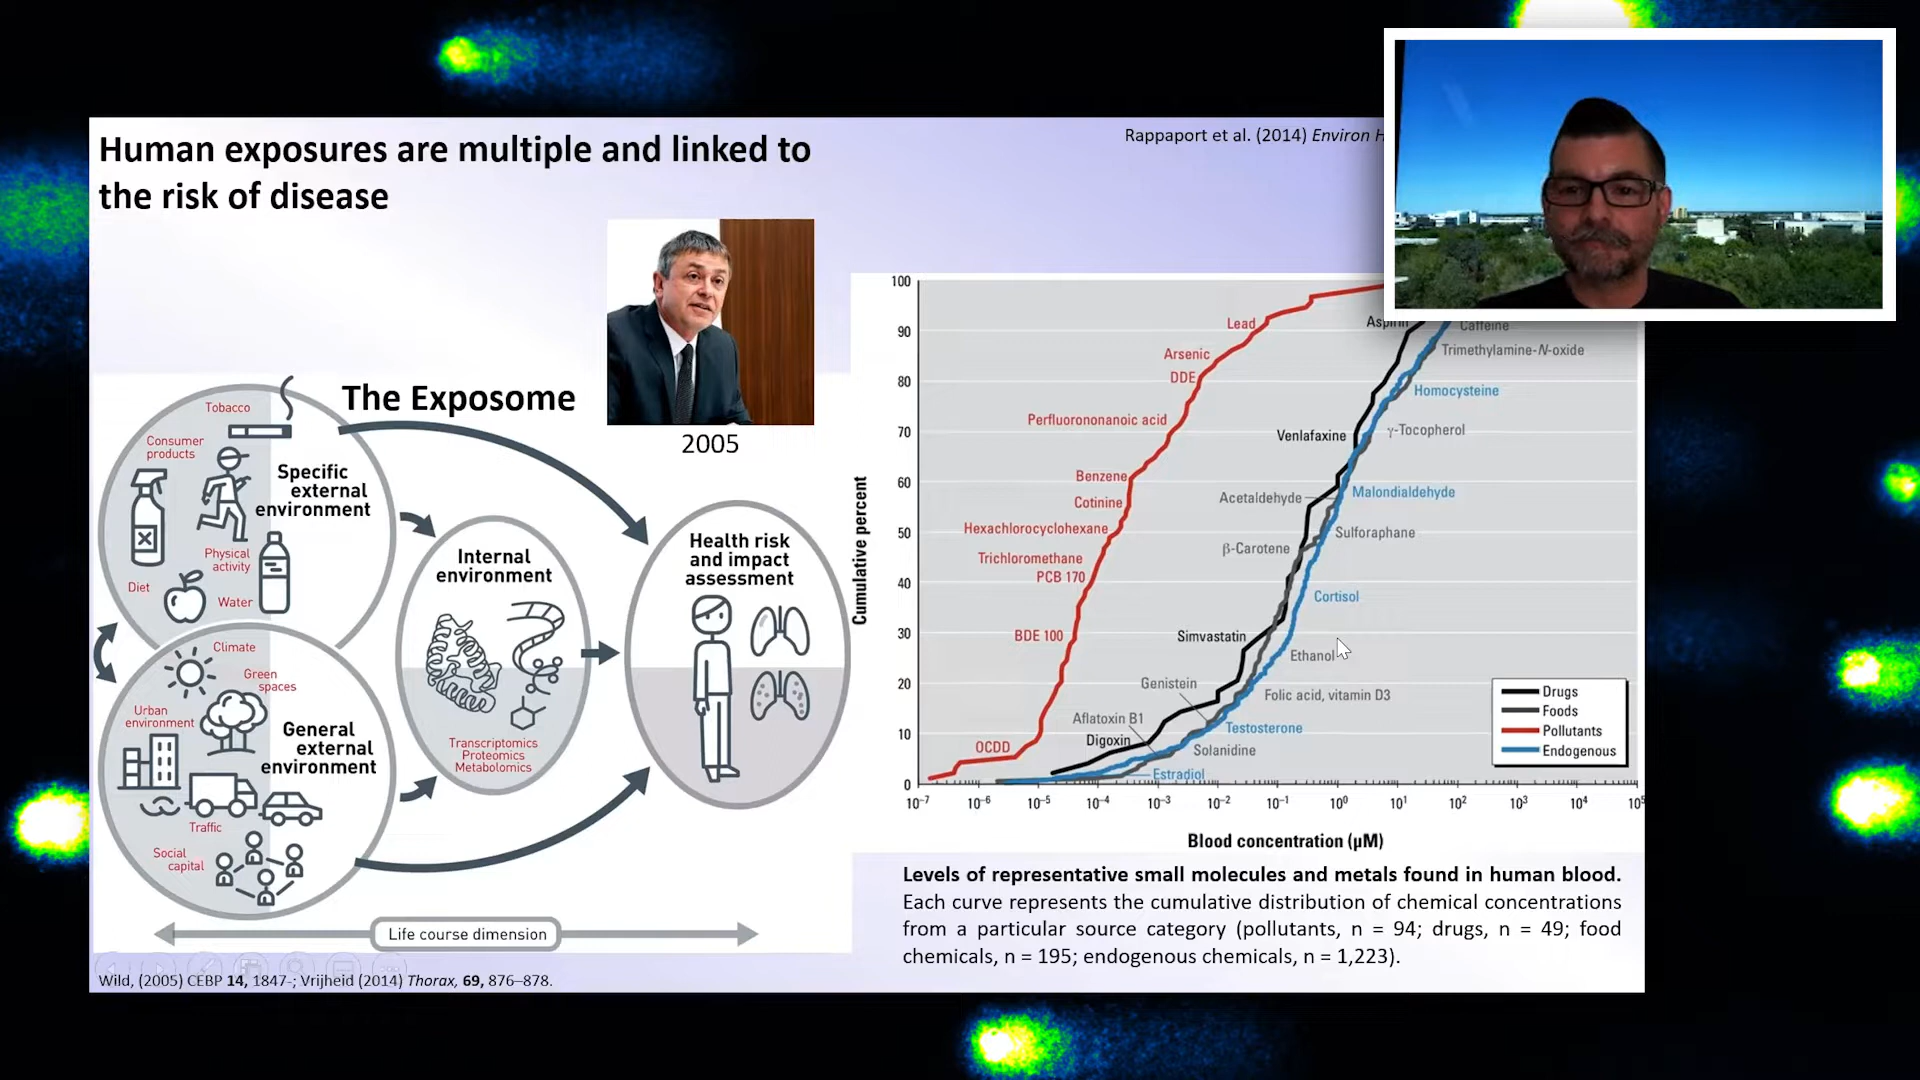 Human exposures are multiple and linked to
the risk of disease
Rappaport et al. (2014) Environ H
The Exposome
2005
Tobacco
Consumer
products
Specific
external
environment
Physical
activity
Diet
Water
Climate
Green
spaces
Urban
environment
General
external
environment
Traffic
Social
capital
Internal
environment
Transcriptomics
Proteomics
Metabolomics
Health risk
and impact
assessment
Life course dimension
Wild, (2005) CEBP 14, 1847-; Vrijheid (2014) Thorax, 69, 876–878.
Cumulative percent
100
90
80
70
60
50
40
30
20
10
0
Lead
Arsenic
DDE
Perfluorononanoic acid
Benzene
Cotinine
Hexachlorocyclohexane
Trichloromethane
PCB 170
BDE 100
OCDD
Aspirin
Caffeine
Trimethylamine-N-oxide
Homocysteine
Venlafaxine
γ-Tocopherol
Acetaldehyde
Malondialdehyde
Sulforaphane
β-Carotene
Cortisol
Simvastatin
Ethanol
Genistein
Folic acid, vitamin D3
Aflatoxin B1
Testosterone
Digoxin
Solanidine
Estradiol
Drugs
Foods
Pollutants
Endogenous
10⁻⁷ 10⁻⁶ 10⁻⁵ 10⁻⁴ 10⁻³ 10⁻² 10⁻¹ 10⁰ 10¹ 10² 10³ 10⁴ 10⁵
Blood concentration (µM)
Levels of representative small molecules and metals found in human blood.
Each curve represents the cumulative distribution of chemical concentrations
from a particular source category (pollutants, n = 94; drugs, n = 49; food
chemicals, n = 195; endogenous chemicals, n = 1,223).